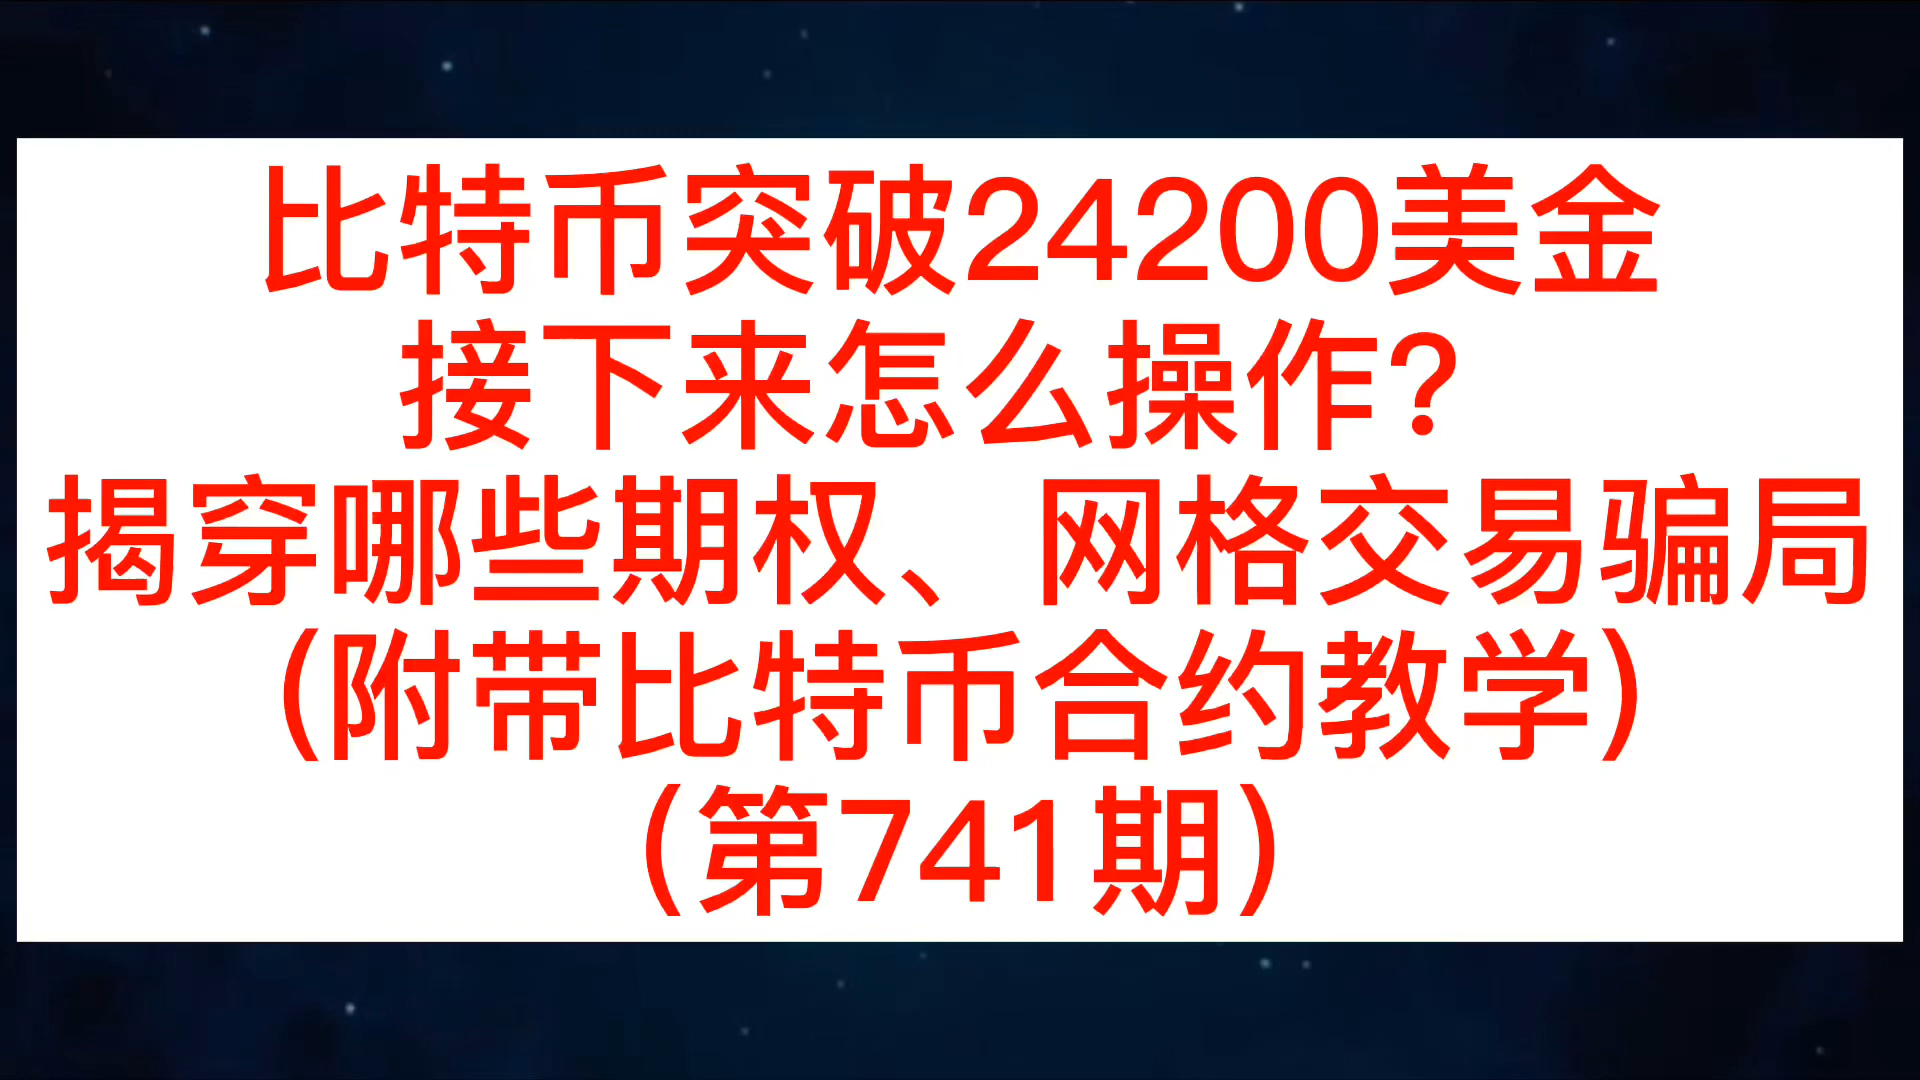 比特币突破24200美金
接下来怎么操作?
揭穿哪些期权、网格交易骗局
(附带比特币合约教学)
(第741期)